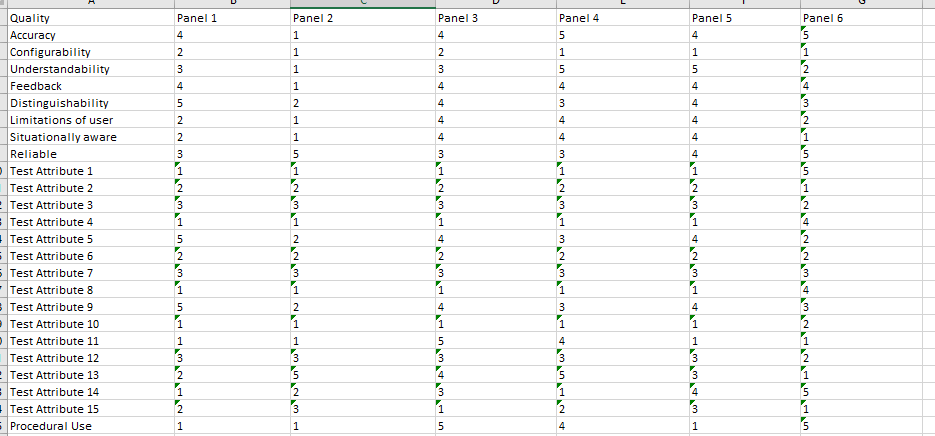 A B C D E F G
Quality Panel 1 Panel 2 Panel 3 Panel 4 Panel 5 Panel 6
Accuracy 4 1 4 5 4 5
Configurability 2 1 2 1 1 1
Understandability 3 1 3 5 5 2
Feedback 4 1 4 4 4 4
Distinguishability 5 2 4 3 4 3
Limitations of user 2 1 4 4 4 2
Situationally aware 2 1 4 4 4 1
Reliable 3 5 3 3 4 5
Test Attribute 1 1 1 1 1 1 5
Test Attribute 2 2 2 2 2 2 1
Test Attribute 3 3 3 3 3 3 2
Test Attribute 4 1 1 1 1 1 4
Test Attribute 5 5 2 4 3 4 2
Test Attribute 6 2 2 2 2 2 2
Test Attribute 7 3 3 3 3 3 3
Test Attribute 8 1 1 1 1 1 4
Test Attribute 9 5 2 4 3 4 3
Test Attribute 10 1 1 1 1 1 2
Test Attribute 11 1 1 5 4 1 1
Test Attribute 12 3 3 3 3 3 2
Test Attribute 13 2 5 4 5 3 1
Test Attribute 14 1 2 3 1 4 5
Test Attribute 15 2 3 1 2 3 1
Procedural Use 1 1 5 4 1 5